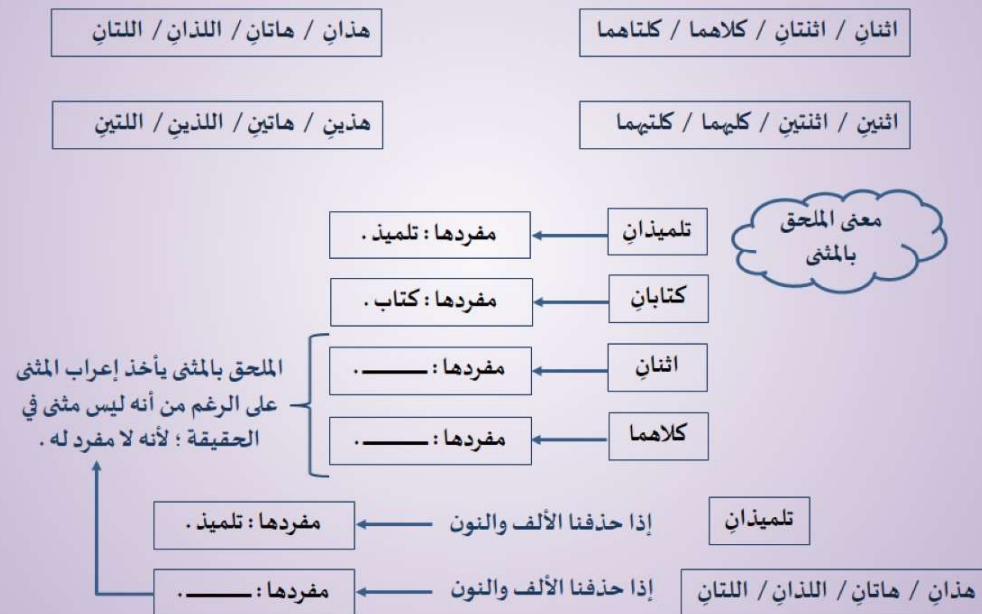 اثنانِ / اثنتانِ / كلاهما / كلتاهما
هذانِ / هاتانِ / اللذانِ / اللتانِ
اثنينِ / اثنتينِ / كليهما / كلتيهما
هذينِ / هاتينِ / اللذينِ / اللتينِ
معنى الملحق
بالمثنى
تلميذانِ
مفردها : تلميذ .
كتابانِ
مفردها : كتاب .
اثنانِ
مفردها : ـــــــــ .
كلاهما
مفردها : ـــــــــ .
الملحق بالمثنى يأخذ إعراب المثنى
على الرغم من أنه ليس مثنى في
الحقيقة ؛ لأنه لا مفرد له .
تلميذانِ
إذا حذفنا الألف والنون
مفردها : تلميذ .
هذانِ / هاتانِ / اللذانِ / اللتانِ
إذا حذفنا الألف والنون
مفردها : ـــــــــ .